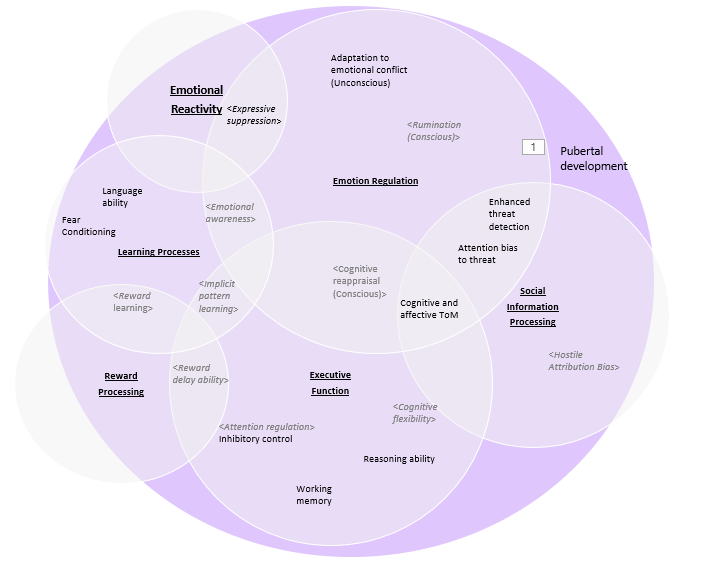 Adaptation to
emotional conflict
(Unconscious)
Emotional
Reactivity
<Expressive
suppression>
<Rumination
(Conscious)>
1
Pubertal
development
Emotion Regulation
Language
ability
Fear
Conditioning
Learning Processes
<Emotional
awareness>
Enhanced
threat
detection
Attention bias
to threat
<Reward
learning>
<Implicit
pattern
learning>
<Cognitive
reappraisal
(Conscious)>
Cognitive and
affective ToM
Social
Information
Processing
<Hostile
Attribution Bias>
Reward
Processing
<Reward
delay ability>
Executive
Function
<Cognitive
flexibility>
<Attention regulation>
Inhibitory control
Reasoning ability
Working
memory